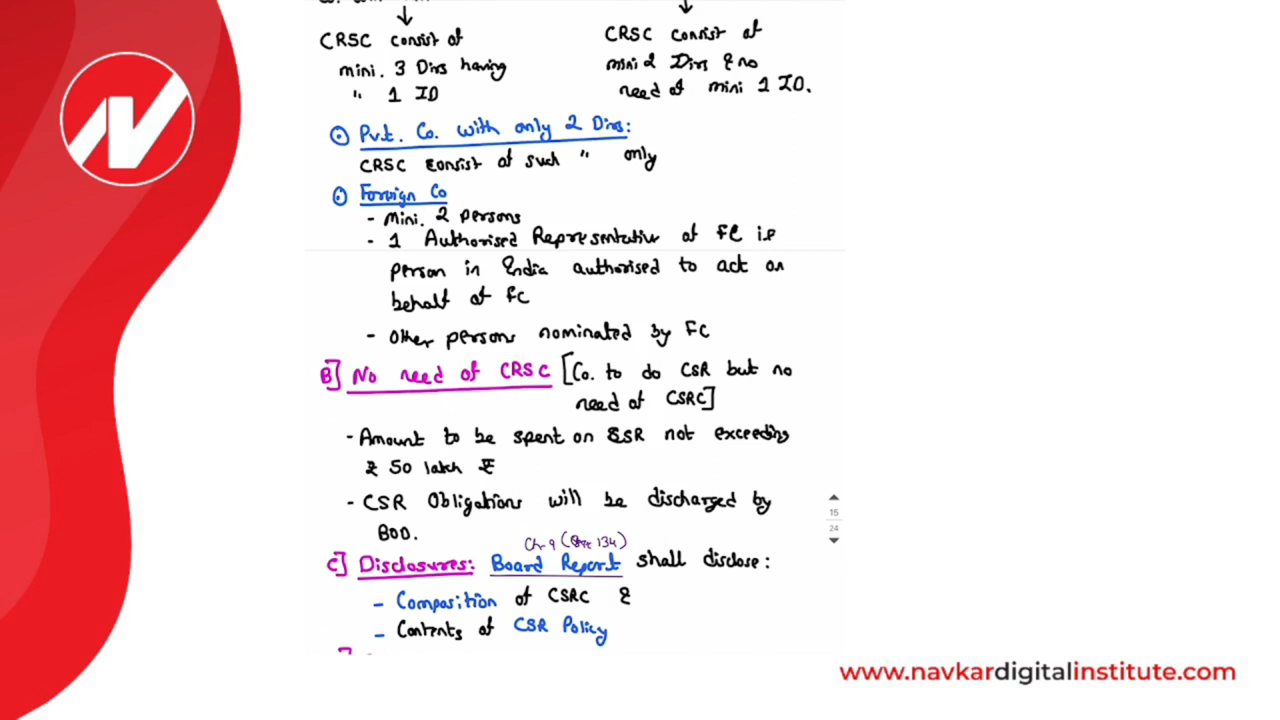 CRSC consist of
mini. 3 Dirs having
" 1 ID
CRSC consist of
mini 2 Dirs & no
need of mini 1 ID.
Pvt. Co. with only 2 Dirs:
CRSC consist of such " only
Foreign Co
- Mini. 2 persons
- 1 Authorised Representative of FC i.e
person in India authorised to act on
behalf of FC
- Other persons nominated by FC
B] No need of CRSC [Co. to do CSR but no
need of CSRC]
- Amount to be spent on CSR not exceeding
₹ 50 lakh ₹
- CSR Obligations will be discharged by
BOD.
Ch 9 (Sec 134)
C] Disclosures: Board Report shall disclose:
- Composition of CSRC &
- Contents of CSR Policy
15
24
www.navkardigitalinstitute.com